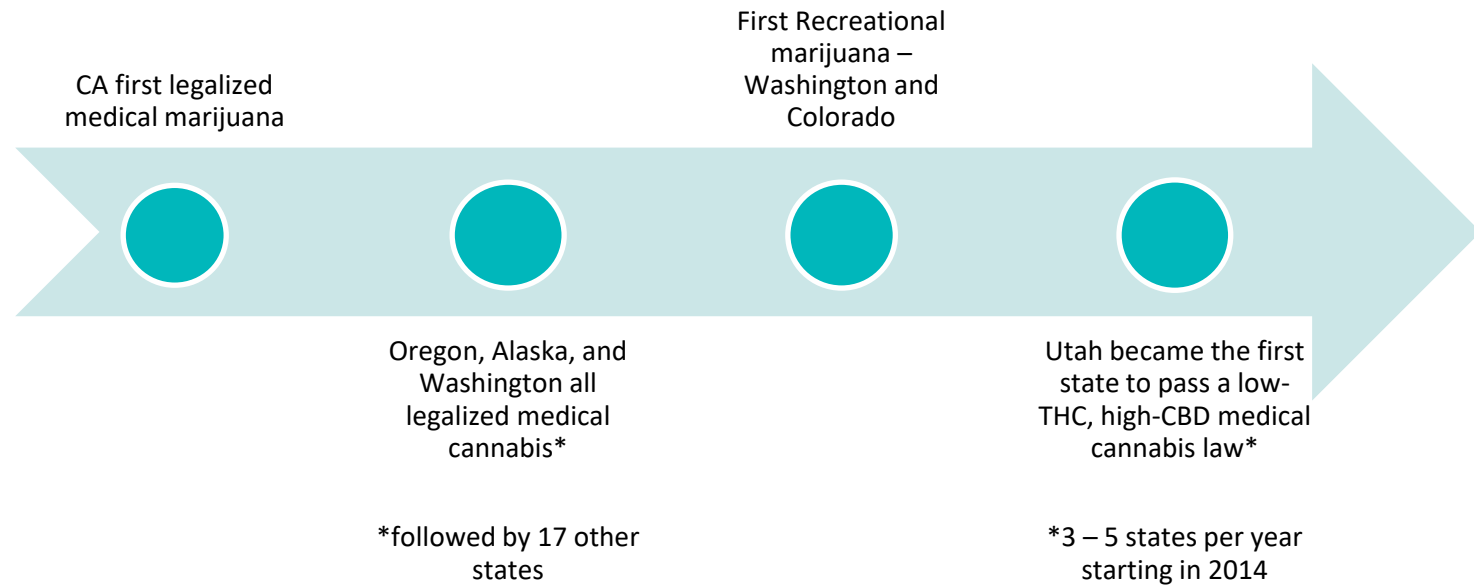 CA first legalized
medical marijuana
Oregon, Alaska, and
Washington all
legalized medical
cannabis*
*followed by 17 other
states
First Recreational
marijuana –
Washington and
Colorado
Utah became the first
state to pass a low-
THC, high-CBD medical
cannabis law*
*3 – 5 states per year
starting in 2014